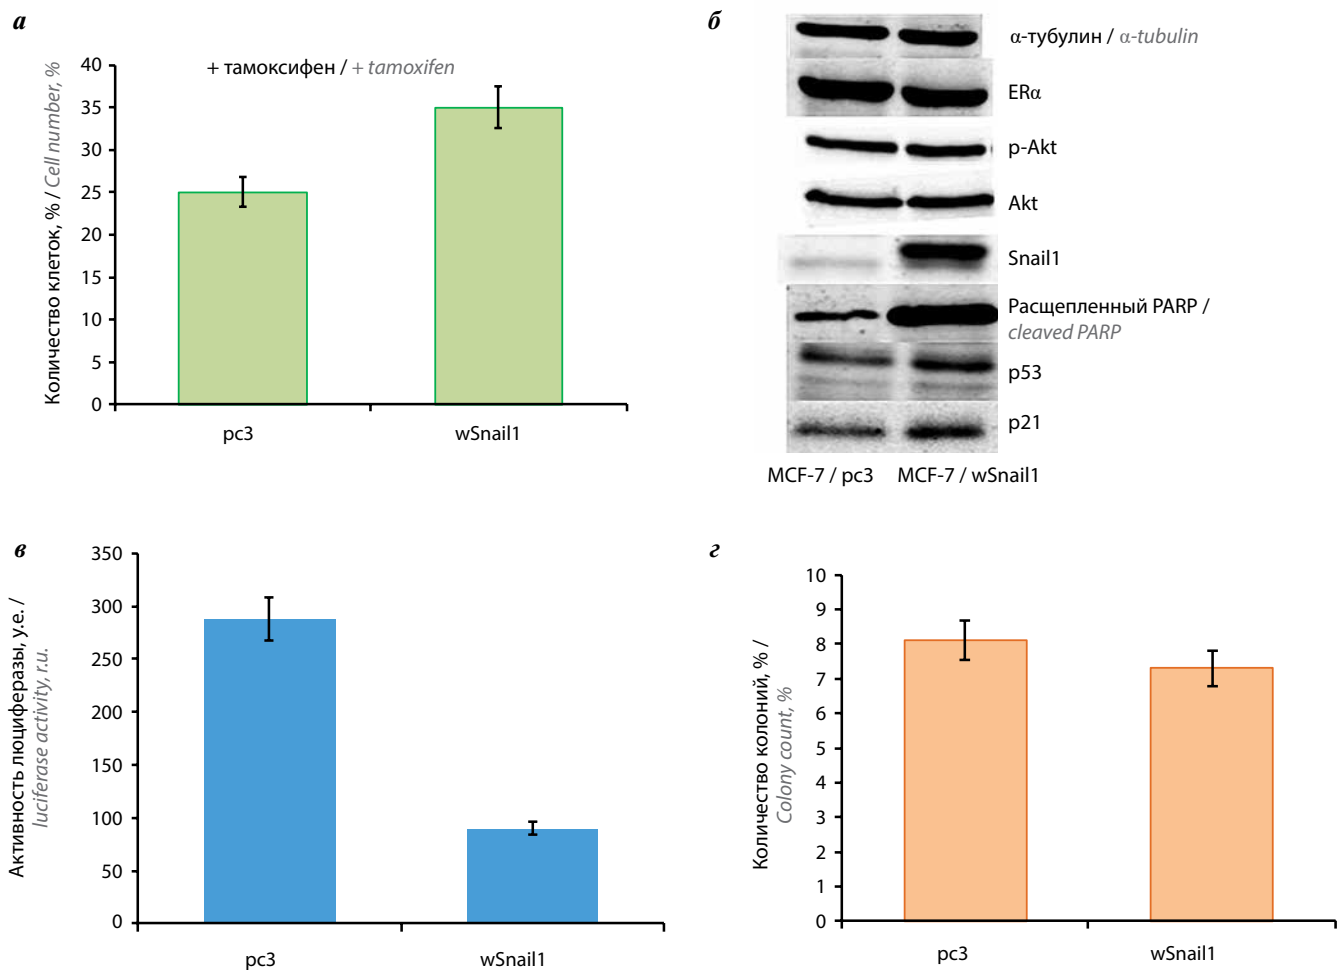 а
+ тамоксифен / + tamoxifen
Количество клеток, % / Cell number, %
40
35
30
25
20
15
10
5
0
pc3
wSnail1
б
α-тубулин / α-tubulin
ERα
p-Akt
Akt
Snail1
Расщепленный PARP /
cleaved PARP
p53
p21
MCF-7 / pc3
MCF-7 / wSnail1
в
Активность люциферазы, у.е. /
luciferase activity, r.u.
350
300
250
200
150
100
50
0
pc3
wSnail1
г
Количество колоний, % /
Colony count, %
10
9
8
7
6
5
4
3
2
1
0
pc3
wSnail1